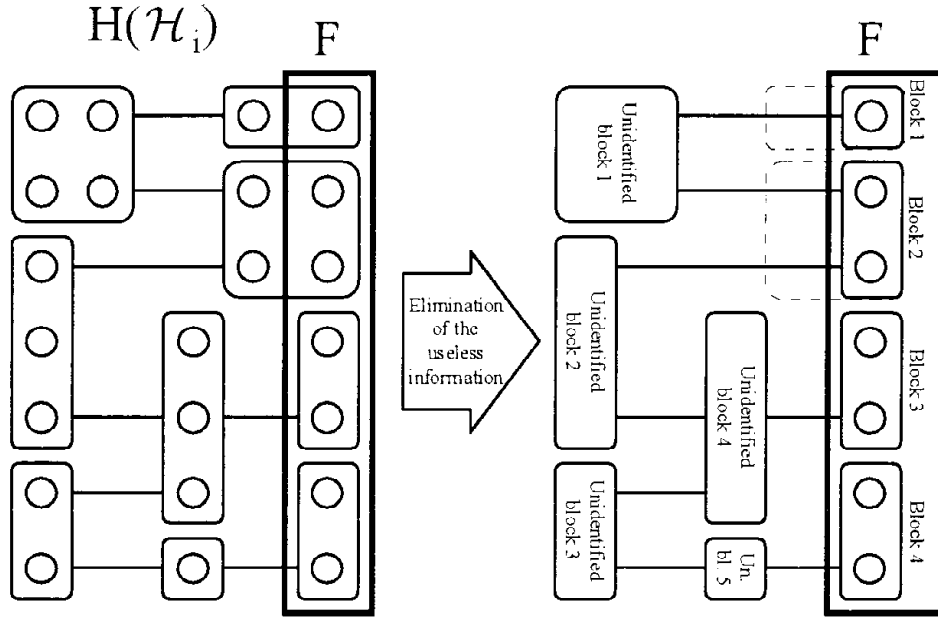 H(ℋ i)
F
F
Elimination
of the
useless
information
Unidentified
block 1
Unidentified
block 2
Unidentified
block 3
Unidentified
block 4
Un.
bl. 5
Block 1
Block 2
Block 3
Block 4